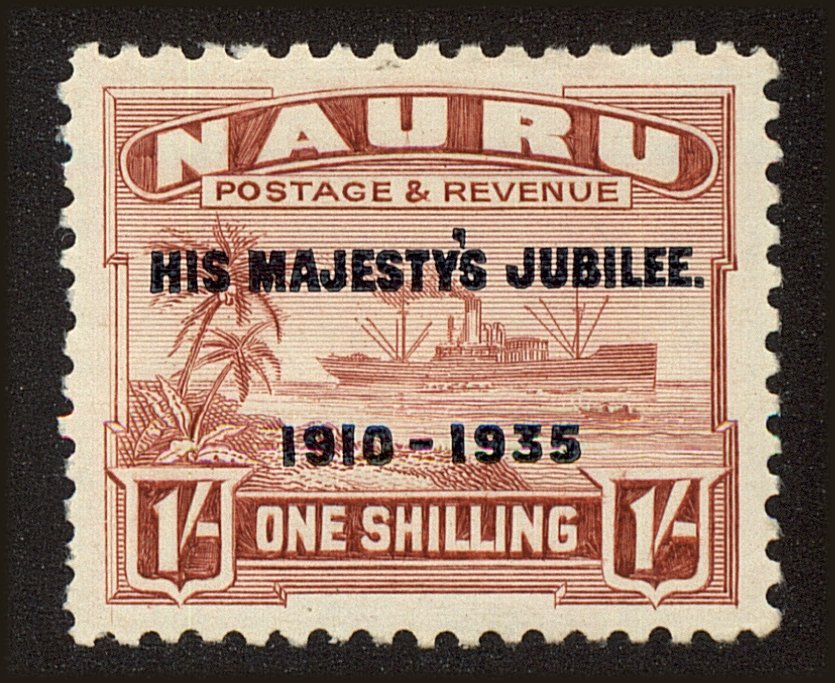 NAURU
POSTAGE & REVENUE
HIS MAJESTY'S JUBILEE.
1910-1935
1/- ONE SHILLING 1/-